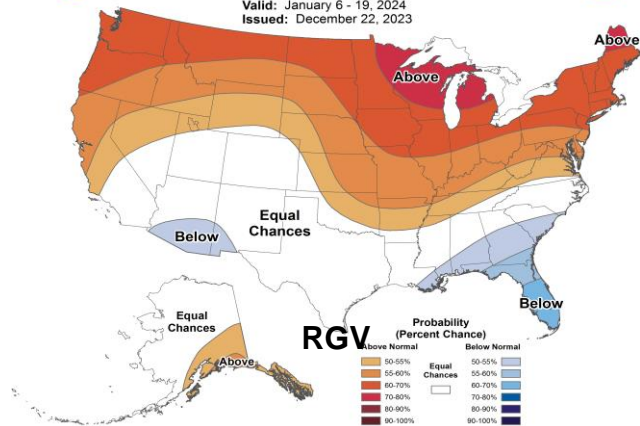 Valid: January 6 - 19, 2024
Issued: December 22, 2023
Above
Above
Equal
Chances
Below
Below
Equal
Chances
Above
RGV
Probability
(Percent Chance)
Above Normal
Below Normal
50-55%
55-60%
60-70%
70-80%
80-90%
90-100%
Equal
Chances
50-55%
55-60%
60-70%
70-80%
80-90%
90-100%